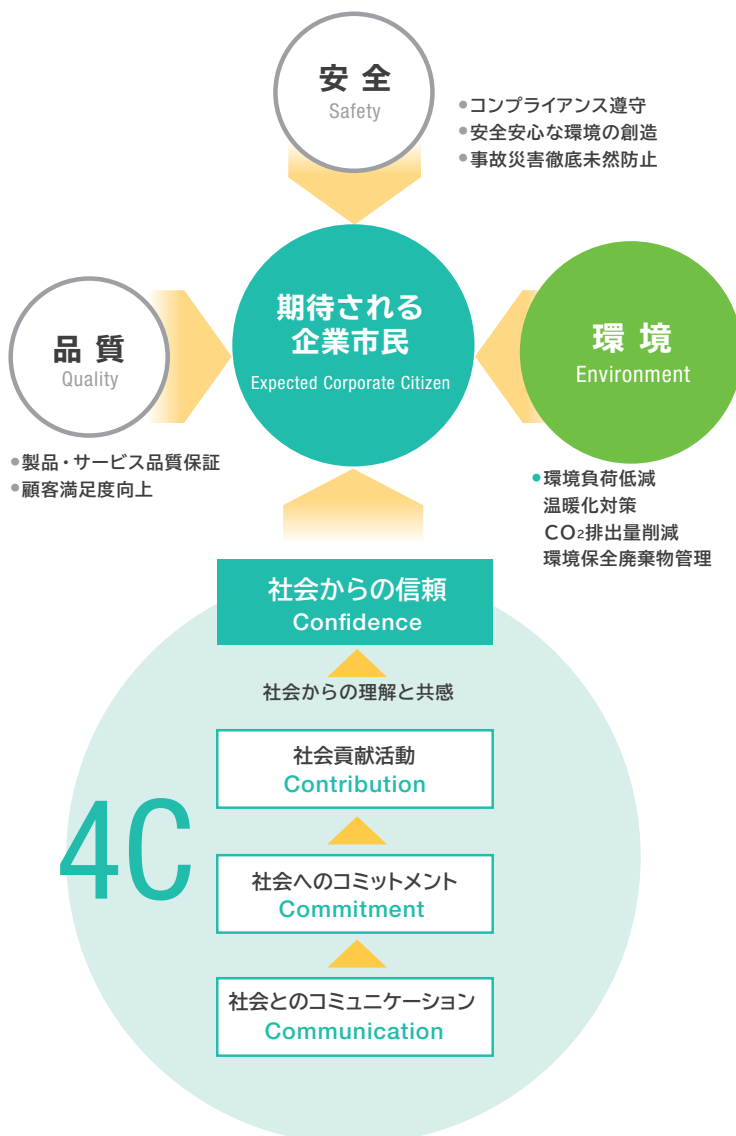 安全
Safety
•コンプライアンス遵守
•安全安心な環境の創造
•事故災害徹底未然防止
期待される
企業市民
Expected Corporate Citizen
品質
Quality
•製品・サービス品質保証
•顧客満足度向上
環境
Environment
•環境負荷低減
温暖化対策
CO₂排出量削減
環境保全廃棄物管理
社会からの信頼
Confidence
社会からの理解と共感
社会貢献活動
Contribution
4C
社会へのコミットメント
Commitment
社会とのコミュニケーション
Communication